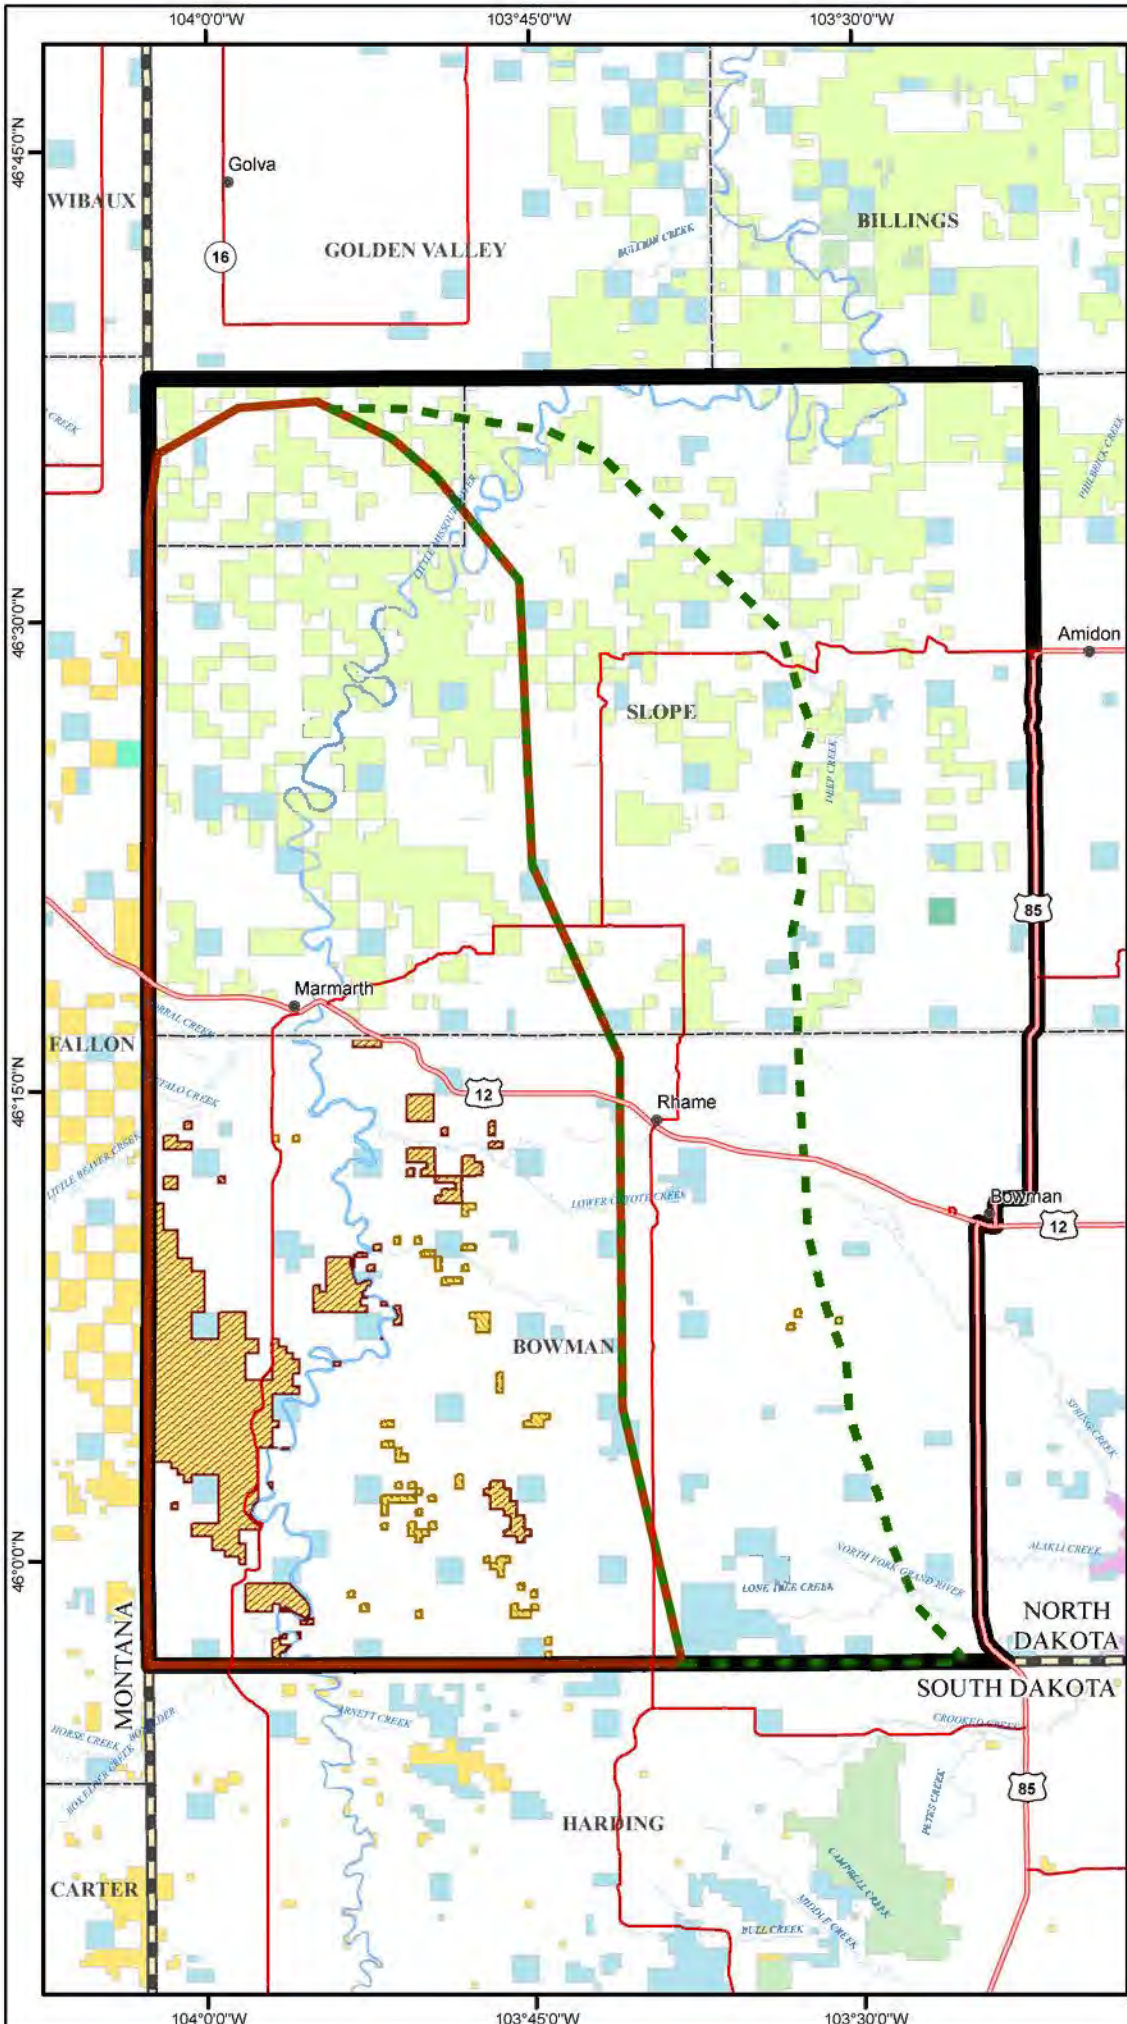 104°0'0"W
103°45'0"W
103°30'0"W
46°45'0"N
Golva
WIBAUX
BILLINGS
BULLION CREEK
GOLDEN VALLEY
16
CREEK
PHILBRICK CREEK
LITTLE MISSOURI RIVER
46°30'0"N
Amidon
SLOPE
DEEP CREEK
85
Marmarth
CORRAL CREEK
FALLON
46°15'0"N
12
Rhame
LITTLE BEAVER CREEK
LOWER COYOTE CREEK
Bowman
12
BOWMAN
SPRING CREEK
46°0'0"N
NORTH FORK GRAND RIVER
ALAKLI CREEK
LONE TREE CREEK
MONTANA
NORTH
DAKOTA
SOUTH DAKOTA
ARNETT CREEK
CROOKED CREEK
HORSE CREEK
BOXELDER
BOXELDER CREEK
85
PETES CREEK
HARDING
CAMPBELL CREEK
CARTER
MIDDLE CREEK
BULL CREEK
104°0'0"W
103°45'0"W
103°30'0"W